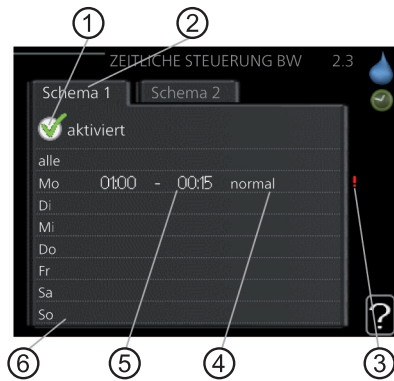 1 2
ZEITLICHE STEUERUNG BW 2.3
Schema 1 Schema 2
aktiviert
alle
Mo 01:00 - 00:15 normal !
Di
Mi
Do
Fr
Sa
So ?
6 5 4 3